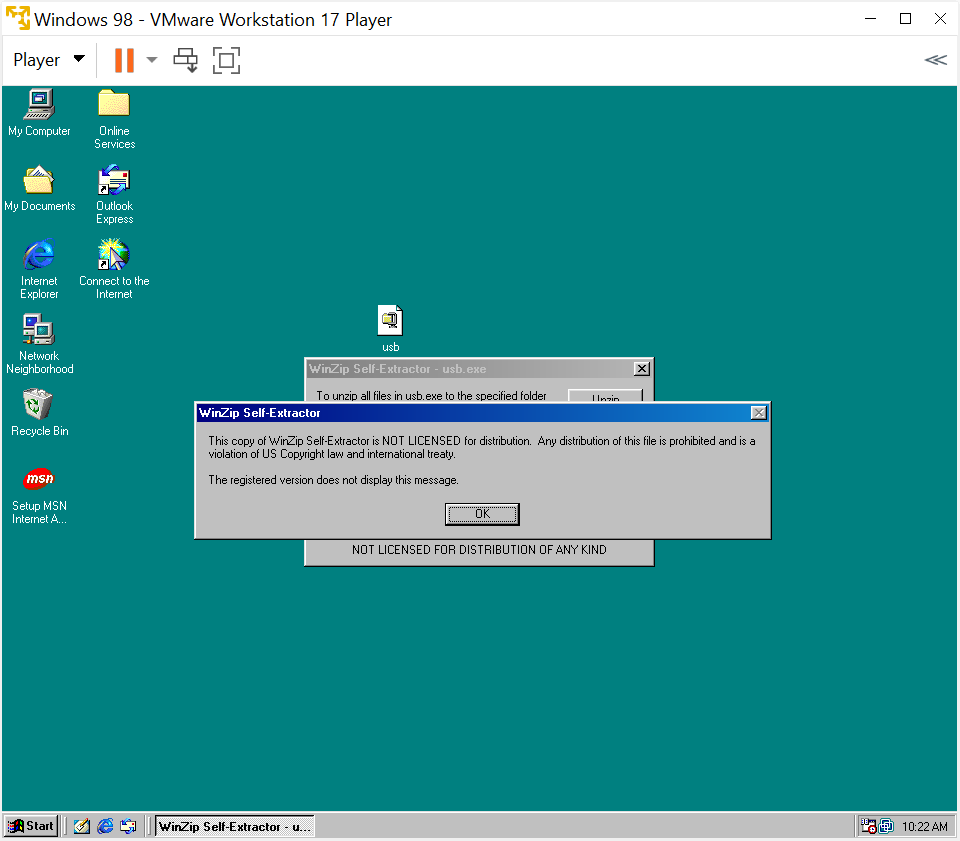 Windows 98 - VMware Workstation 17 Player
Player
My Computer
Online
Services
My Documents
Outlook
Express
Internet
Explorer
Connect to the
Internet
Network
Neighborhood
Recycle Bin
msn
Setup MSN
Internet A...
usb
WinZip Self-Extractor - usb.exe
To unzip all files in usb.exe to the specified folder
Unzip
WinZip Self-Extractor
This copy of WinZip Self-Extractor is NOT LICENSED for distribution. Any distribution of this file is prohibited and is a
violation of US Copyright law and international treaty.
The registered version does not display this message.
OK
NOT LICENSED FOR DISTRIBUTION OF ANY KIND
Start
WinZip Self-Extractor - u...
10:22 AM